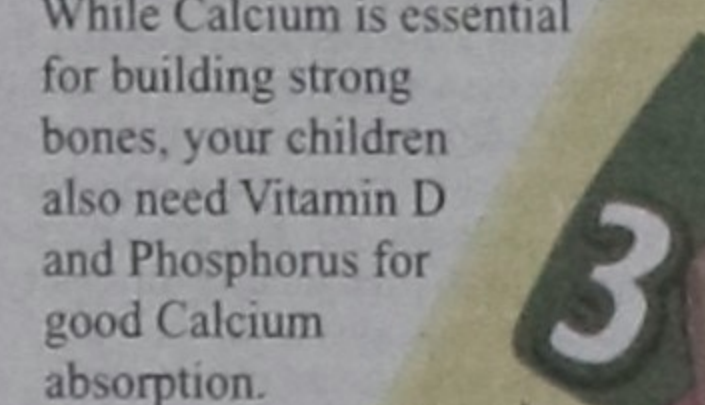 While Calcium is essential
for building strong
bones, your children
also need Vitamin D
and Phosphorus for
good Calcium
absorption.
3